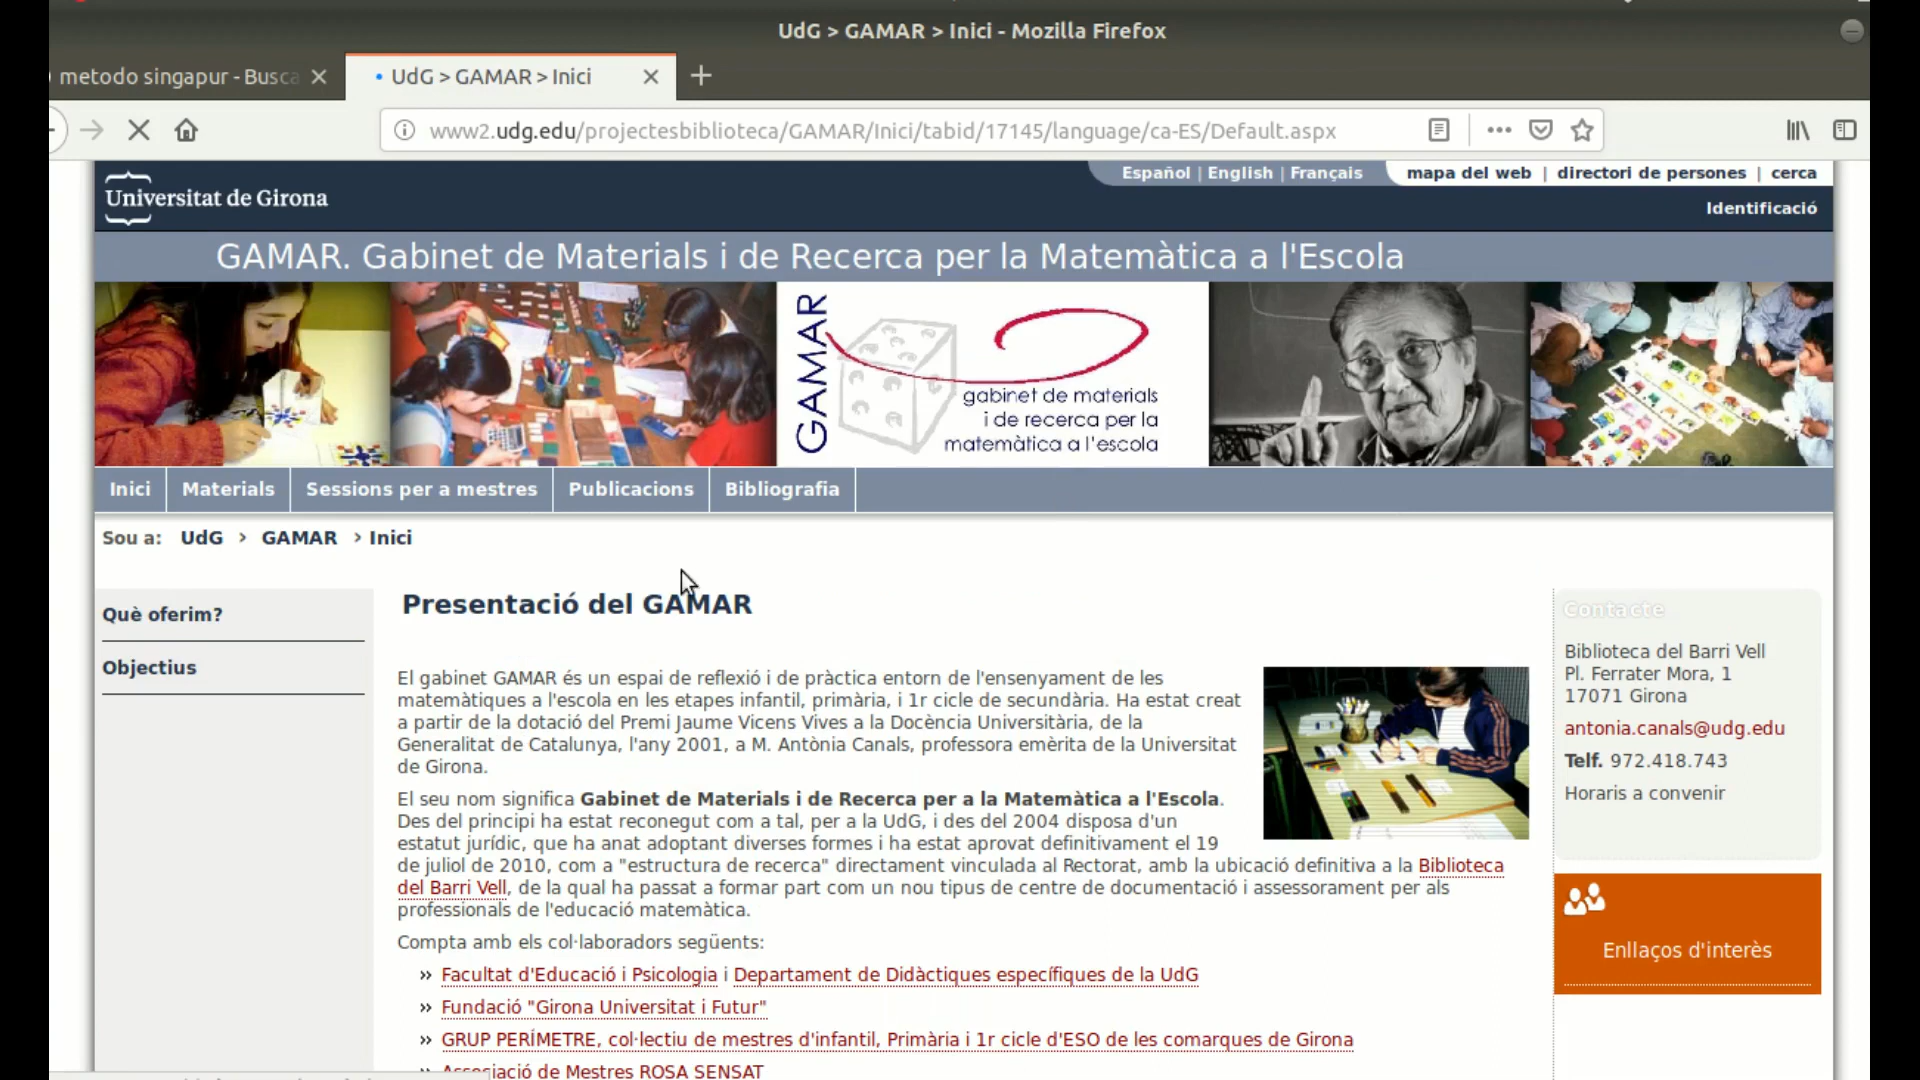 UdG > GAMAR > Inici - Mozilla Firefox
metodo singapur - Busca
UdG > GAMAR > Inici
www2.udg.edu/projectesbiblioteca/GAMAR/Inici/tabid/17145/language/ca-ES/Default.aspx
Español | English | Français
mapa del web | directori de persones | cerca
Universitat de Girona
Identificació
GAMAR. Gabinet de Materials i de Recerca per la Matemàtica a l'Escola
GAMAR
gabinet de materials
i de recerca per la
matemàtica a l'escola
Inici
Materials
Sessions per a mestres
Publicacions
Bibliografia
Sou a: UdG > GAMAR > Inici
Què oferim?
Objectius
Presentació del GAMAR
El gabinet GAMAR és un espai de reflexió i de pràctica entorn de l'ensenyament de les
matemàtiques a l'escola en les etapes infantil, primària, i 1r cicle de secundària. Ha estat creat
a partir de la dotació del Premi Jaume Vicens Vives a la Docència Universitària, de la
Generalitat de Catalunya, l'any 2001, a M. Antònia Canals, professora emèrita de la Universitat
de Girona.
El seu nom significa Gabinet de Materials i de Recerca per a la Matemàtica a l'Escola.
Des del principi ha estat reconegut com a tal, per a la UdG, i des del 2004 disposa d'un
estatut jurídic, que ha anat adoptant diverses formes i ha estat aprovat definitivament el 19
de juliol de 2010, com a "estructura de recerca" directament vinculada al Rectorat, amb la ubicació definitiva a la Biblioteca
del Barri Vell, de la qual ha passat a formar part com un nou tipus de centre de documentació i assessorament per als
professionals de l'educació matemàtica.
Compta amb els col·laboradors següents:
» Facultat d'Educació i Psicologia i Departament de Didàctiques específiques de la UdG
» Fundació "Girona Universitat i Futur"
» GRUP PERÍMETRE, col·lectiu de mestres d'infantil, Primària i 1r cicle d'ESO de les comarques de Girona
» Associació de Mestres ROSA SENSAT
Contacte
Biblioteca del Barri Vell
Pl. Ferrater Mora, 1
17071 Girona
antonia.canals@udg.edu
Telf. 972.418.743
Horaris a convenir
Enllaços d'interès